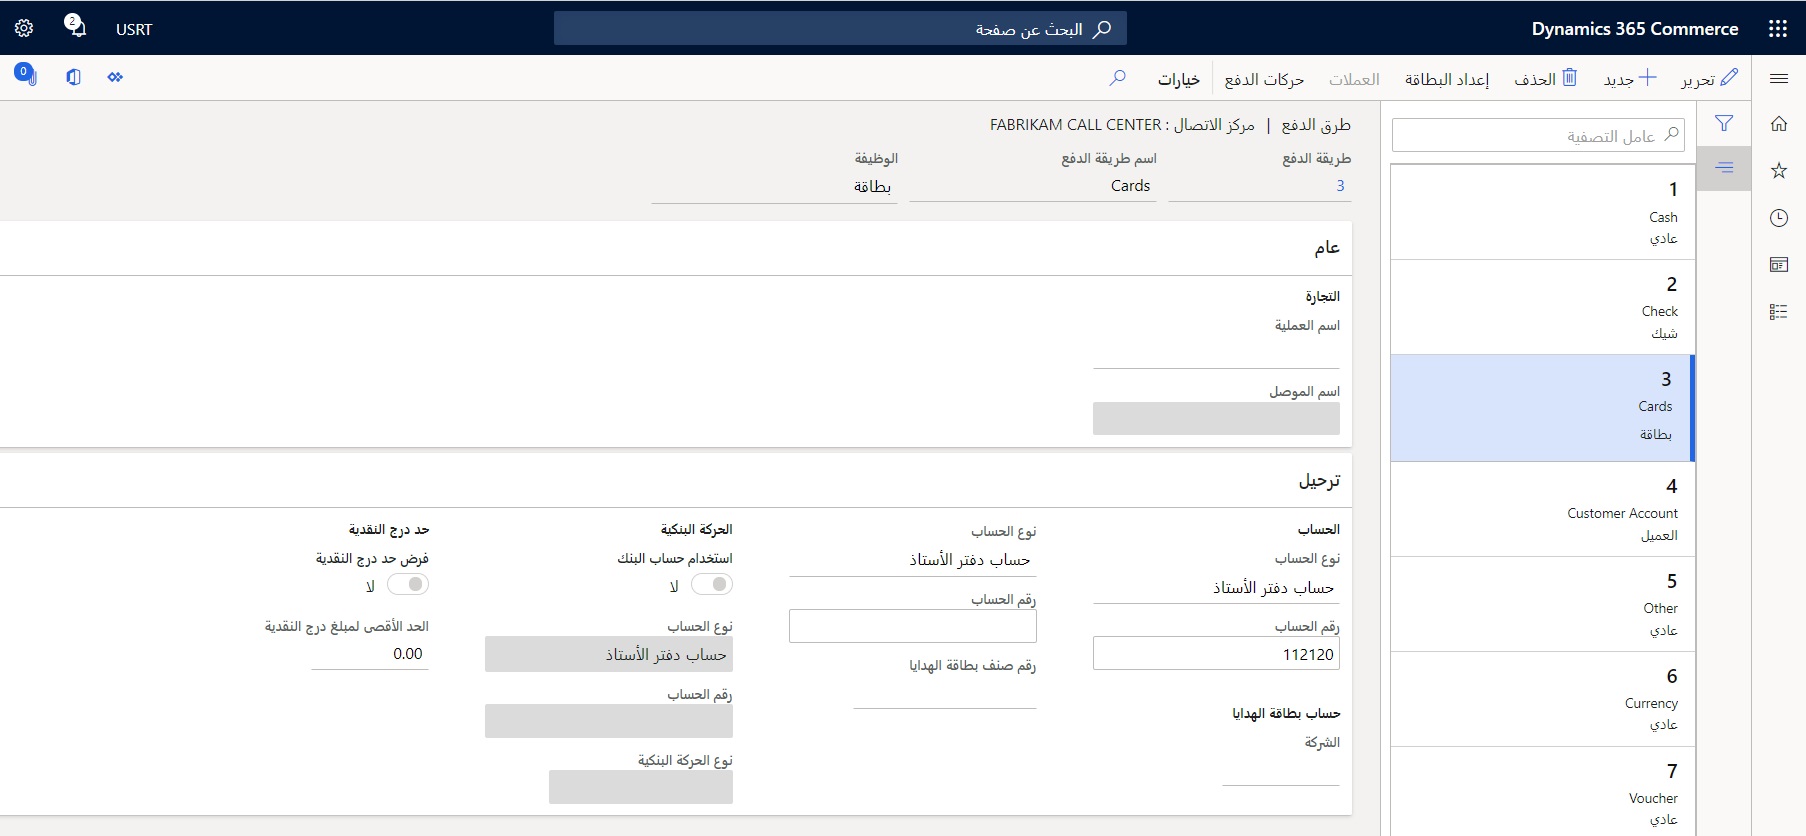 Dynamics 365 Commerce
البحث عن صفحة
USRT
2
تحرير
جديد
الحذف
إعداد البطاقة
العملات
حركات الدفع
خيارات
0
عامل التصفية
1
Cash
عادي
2
Check
شيك
3
Cards
بطاقة
4
Customer Account
العميل
5
Other
عادي
6
Currency
عادي
7
Voucher
عادي
طرق الدفع | مركز الاتصال : FABRIKAM CALL CENTER
طريقة الدفع
3
اسم طريقة الدفع
Cards
الوظيفة
بطاقة
عام
التجارة
اسم العملية
اسم الموصل
ترحيل
الحساب
نوع الحساب
حساب دفتر الأستاذ
رقم الحساب
112120
حساب بطاقة الهدايا
الشركة
نوع الحساب
حساب دفتر الأستاذ
رقم الحساب
رقم صنف بطاقة الهدايا
الحركة البنكية
استخدام حساب البنك
لا
نوع الحساب
حساب دفتر الأستاذ
رقم الحساب
نوع الحركة البنكية
حد درج النقدية
فرض حد درج النقدية
لا
الحد الأقصى لمبلغ درج النقدية
0.00